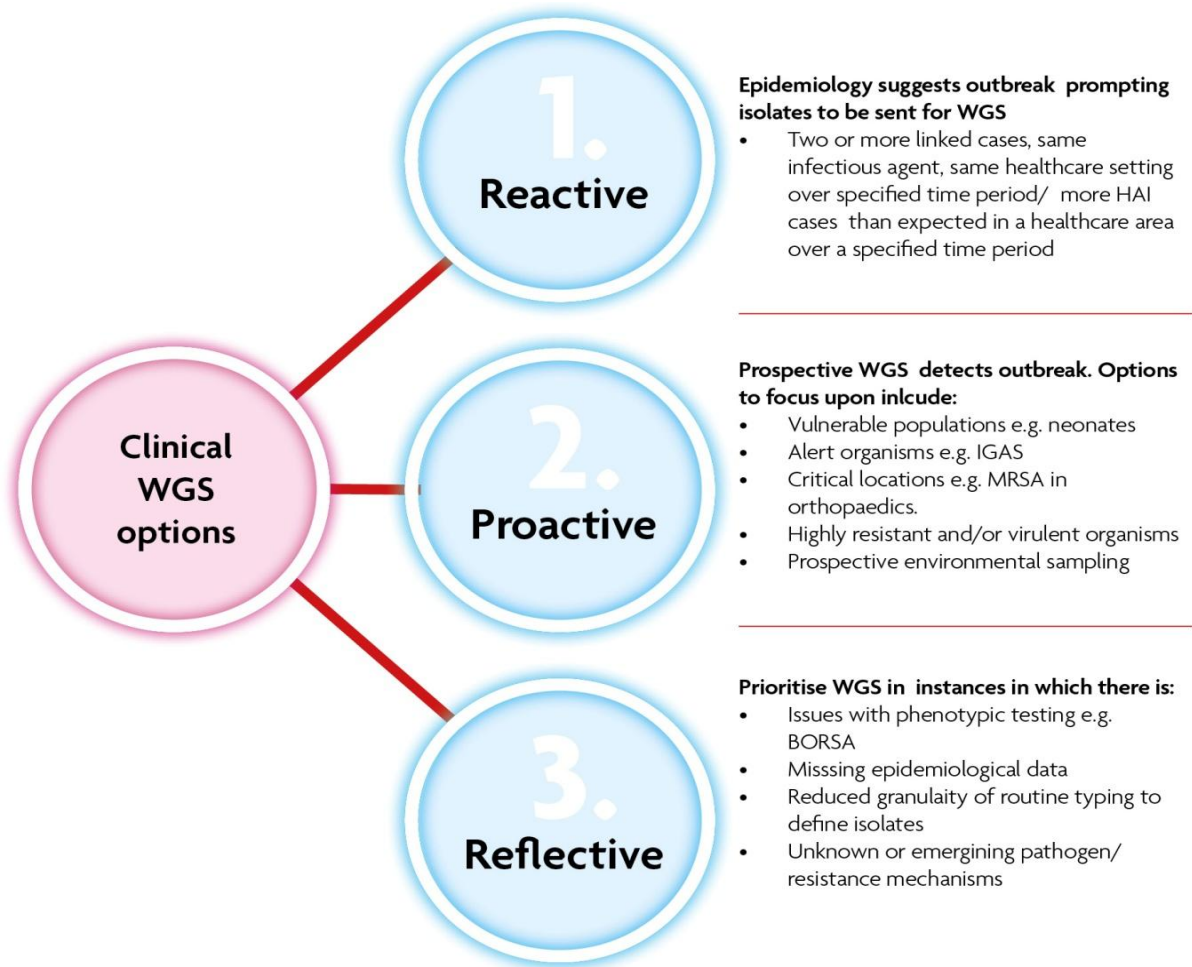 1.
Reactive
Epidemiology suggests outbreak prompting
isolates to be sent for WGS
• Two or more linked cases, same
infectious agent, same healthcare setting
over specified time period/ more HAI
cases than expected in a healthcare area
over a specified time period
Clinical
WGS
options
2.
Proactive
Prospective WGS detects outbreak. Options
to focus upon inlcude:
• Vulnerable populations e.g. neonates
• Alert organisms e.g. IGAS
• Critical locations e.g. MRSA in
orthopaedics.
• Highly resistant and/or virulent organisms
• Prospective environmental sampling
3.
Reflective
Prioritise WGS in instances in which there is:
• Issues with phenotypic testing e.g.
BORSA
• Misssing epidemiological data
• Reduced granulaity of routine typing to
define isolates
• Unknown or emergining pathogen/
resistance mechanisms